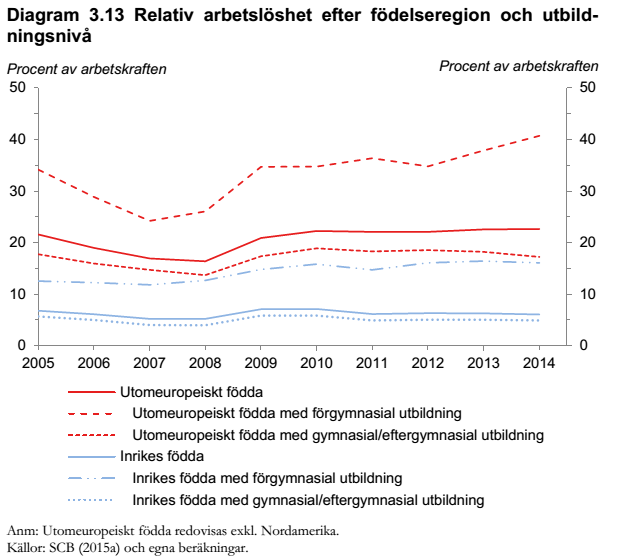 Diagram 3.13 Relativ arbetslöshet efter födelseregion och utbild-
ningsnivå
Procent av arbetskraften
Procent av arbetskraften
50
50
40
40
30
30
20
20
10
10
0
0
2005 2006 2007 2008 2009 2010 2011 2012 2013 2014
Utomeuropeiskt födda
Utomeuropeiskt födda med förgymnasial utbildning
Utomeuropeiskt födda med gymnasial/eftergymnasial utbildning
Inrikes födda
Inrikes födda med förgymnasial utbildning
Inrikes födda med gymnasial/eftergymnasial utbildning
Anm: Utomeuropeiskt födda redovisas exkl. Nordamerika.
Källor: SCB (2015a) och egna beräkningar.